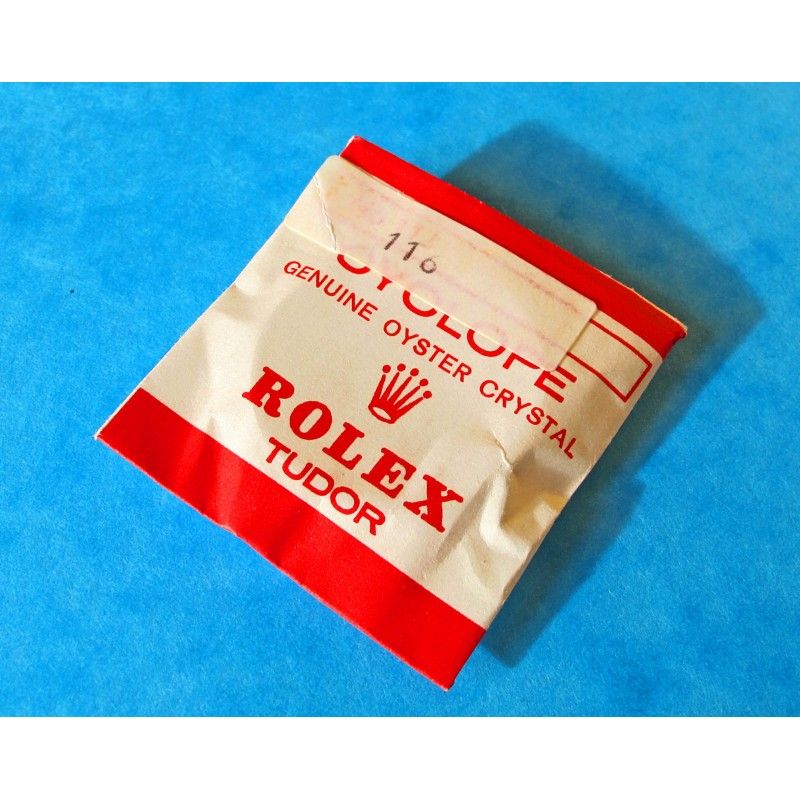 116
CYCLOPE
GENUINE OYSTER CRYSTAL
ROLEX
TUDOR